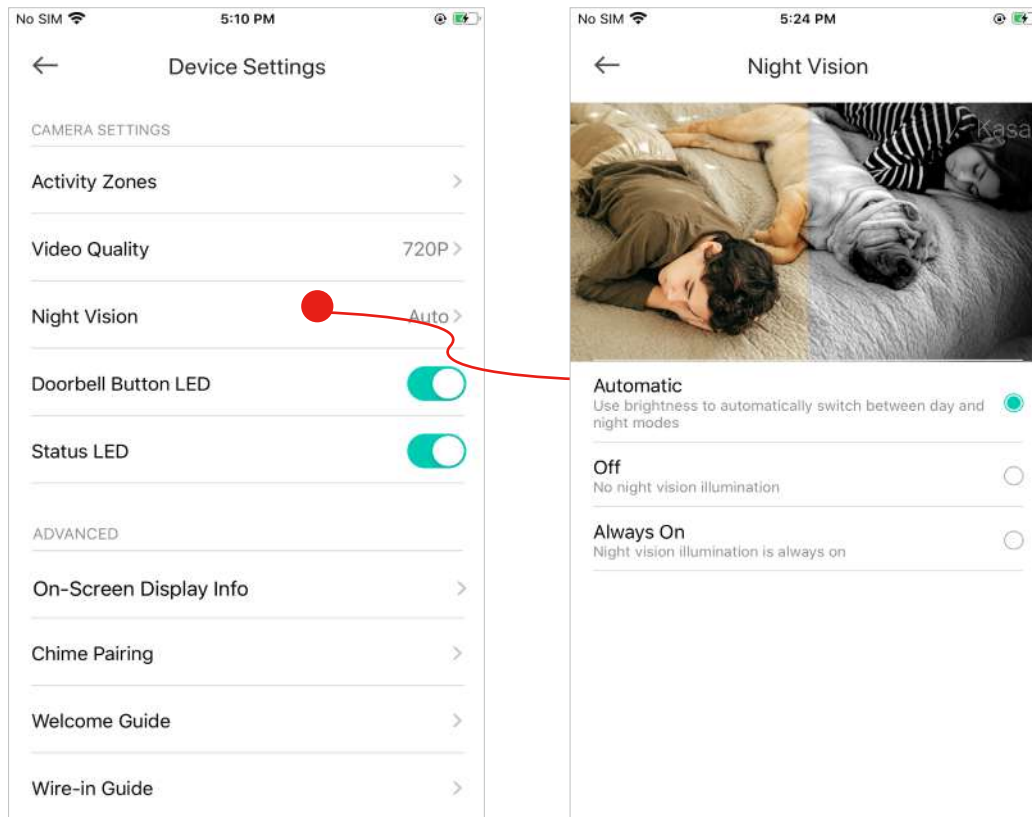 No SIM
5:10 PM
Device Settings
CAMERA SETTINGS
Activity Zones
Video Quality
720P
Night Vision
Auto
Doorbell Button LED
Status LED
ADVANCED
On-Screen Display Info
Chime Pairing
Welcome Guide
Wire-in Guide
No SIM
5:24 PM
Night Vision
Kasa
Automatic
Use brightness to automatically switch between day and
night modes
Off
No night vision illumination
Always On
Night vision illumination is always on